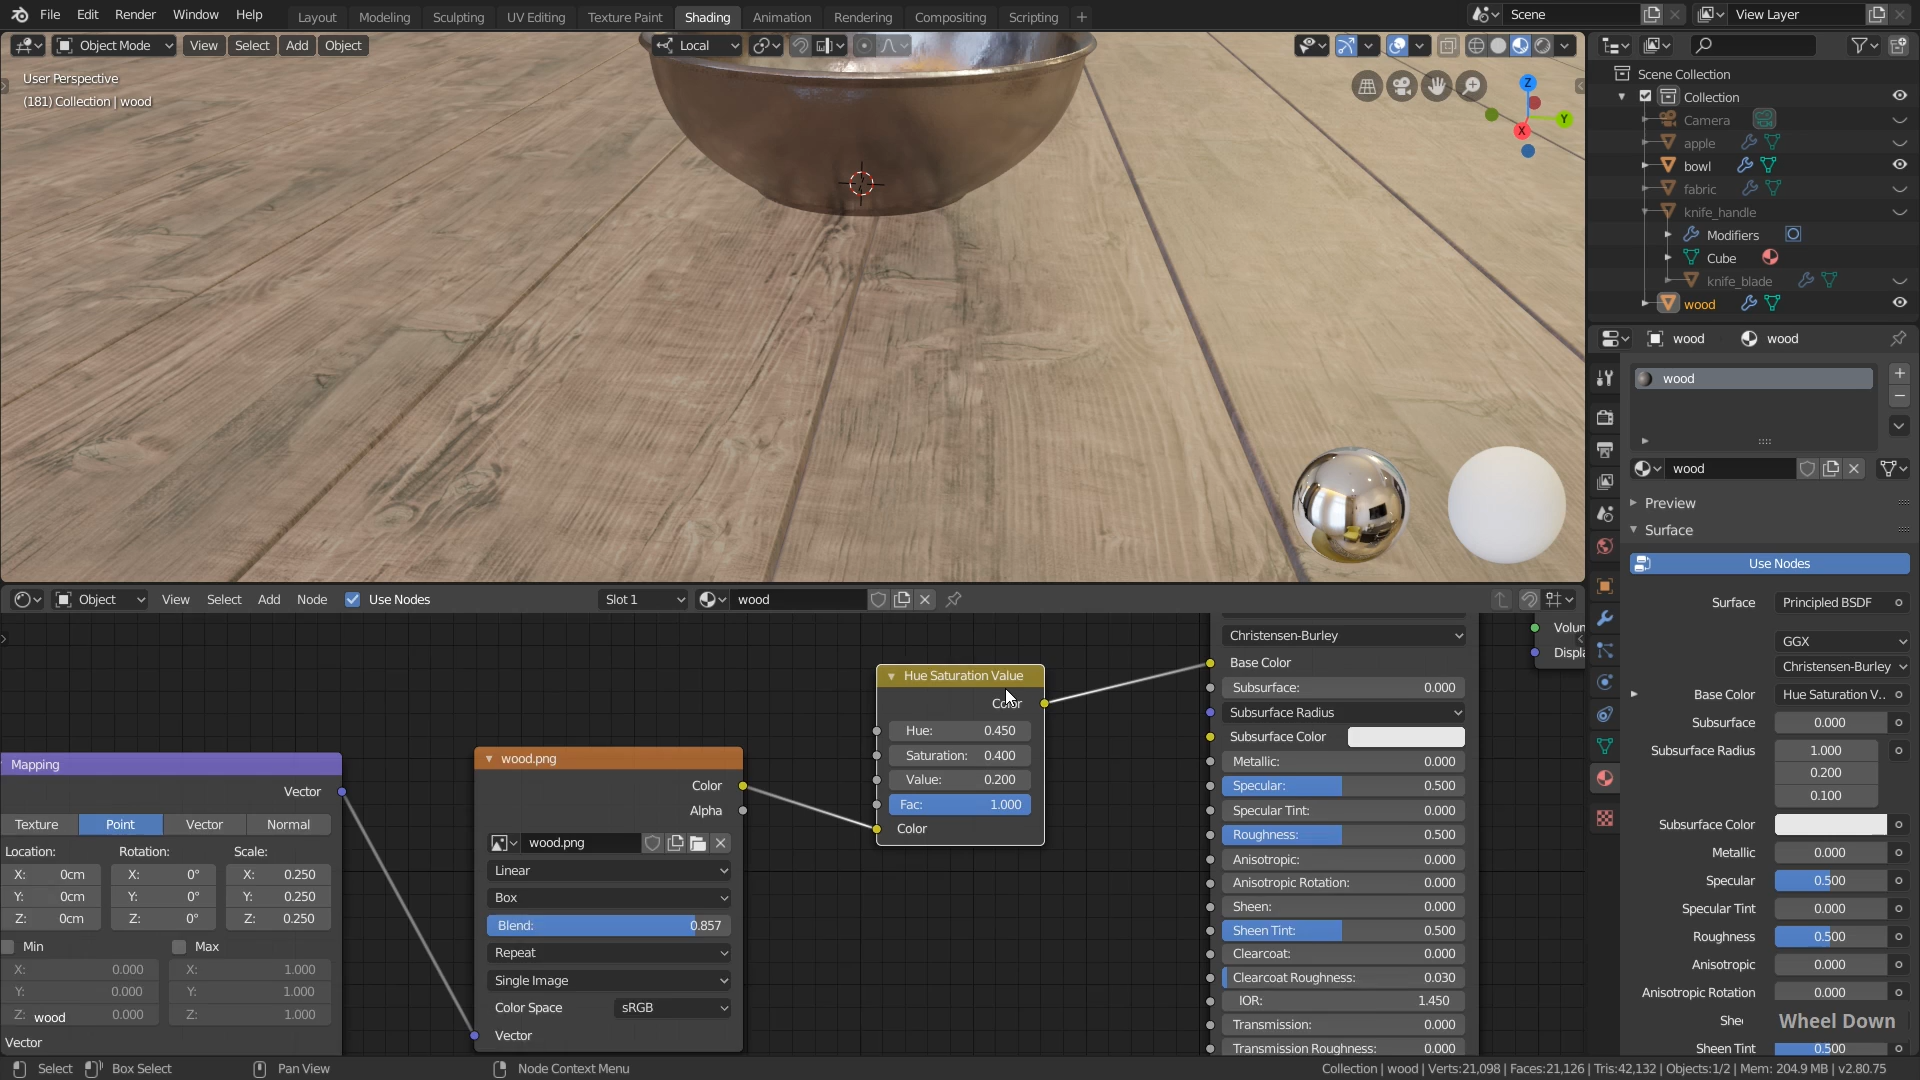 File Edit Render Window Help Layout Modeling Sculpting UV Editing Texture Paint Shading Animation Rendering Compositing Scripting + Scene View Layer
Object Mode View Select Add Object Local
User Perspective
(181) Collection | wood
Z
Y
X
Scene Collection
Collection
Camera
apple
bowl
fabric
knife_handle
Modifiers
Cube
knife_blade
wood
wood wood
wood
wood
Preview
Surface
Use Nodes
Surface Principled BSDF
GGX
Christensen-Burley
Base Color Hue Saturation V..
Subsurface 0.000
Subsurface Radius 1.000
0.200
0.100
Subsurface Color
Metallic 0.000
Specular 0.500
Specular Tint 0.000
Roughness 0.500
Anisotropic 0.000
Anisotropic Rotation 0.000
Shee
Wheel Down
Sheen Tint 0.500
Object View Select Add Node Use Nodes Slot 1 wood
Mapping
Vector
Texture Point Vector Normal
Location: Rotation: Scale:
X: 0cm X: 0° X: 0.250
Y: 0cm Y: 0° Y: 0.250
Z: 0cm Z: 0° Z: 0.250
Min Max
X: 0.000 X: 1.000
Y: 0.000 Y: 1.000
Z: 0.000 Z: 1.000
wood
Vector
wood.png
Color
Alpha
wood.png
Linear
Box
Blend: 0.857
Repeat
Single Image
Color Space sRGB
Vector
Hue Saturation Value
Color
Hue: 0.450
Saturation: 0.400
Value: 0.200
Fac: 1.000
Color
Christensen-Burley
Base Color
Subsurface: 0.000
Subsurface Radius
Subsurface Color
Metallic: 0.000
Specular: 0.500
Specular Tint: 0.000
Roughness: 0.500
Anisotropic: 0.000
Anisotropic Rotation: 0.000
Sheen: 0.000
Sheen Tint: 0.500
Clearcoat: 0.000
Clearcoat Roughness: 0.030
IOR: 1.450
Transmission: 0.000
Transmission Roughness: 0.000
Volun
Displa
Select Box Select Pan View Node Context Menu Collection | wood | Verts:21,098 | Faces:21,126 | Tris:42,132 | Objects:1/2 | Mem: 204.9 MB | v2.80.75